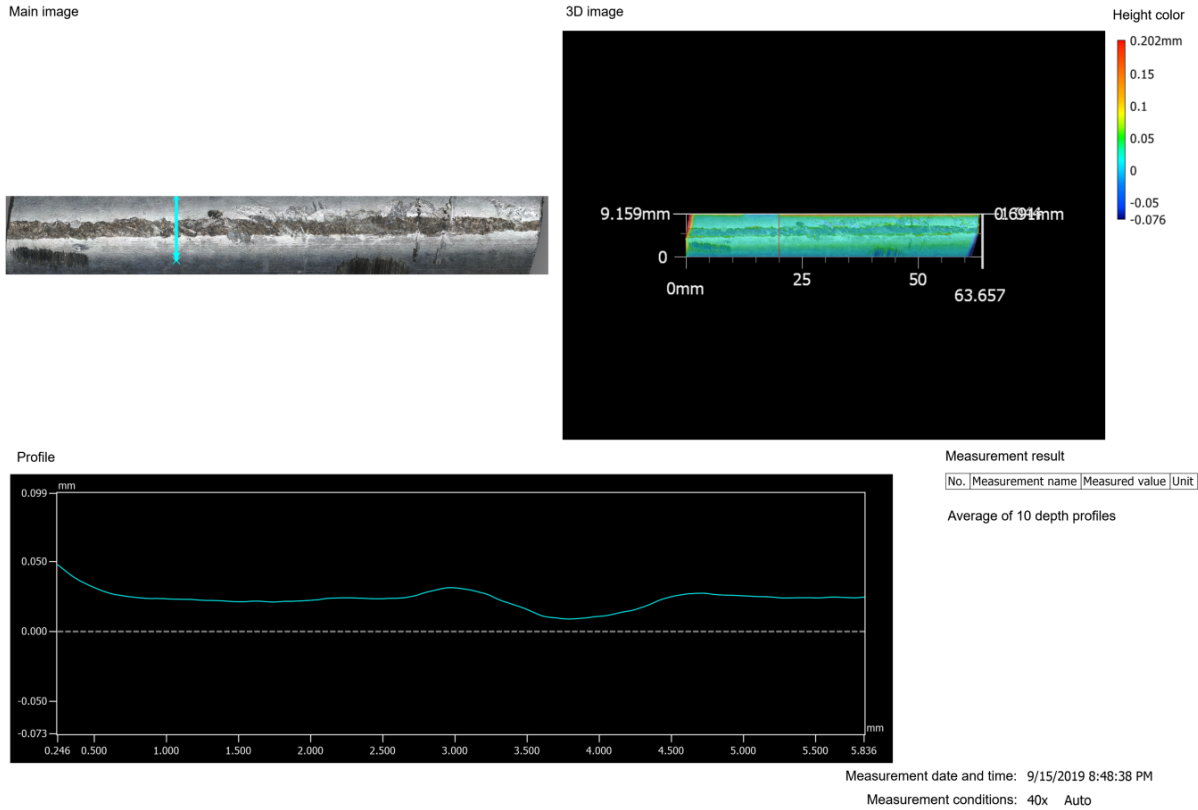 Main image
3D image
Height color
0.202mm
0.15
0.1
0.05
0
-0.05
-0.076
9.159mm
0
0mm
25
50
63.657
Profile
mm
0.099
0.050
0.000
-0.050
-0.073
0.246 0.500 1.000 1.500 2.000 2.500 3.000 3.500 4.000 4.500 5.000 5.500 5.836
mm
Measurement result
No. Measurement name Measured value Unit
Average of 10 depth profiles
Measurement date and time: 9/15/2019 8:48:38 PM
Measurement conditions: 40x Auto